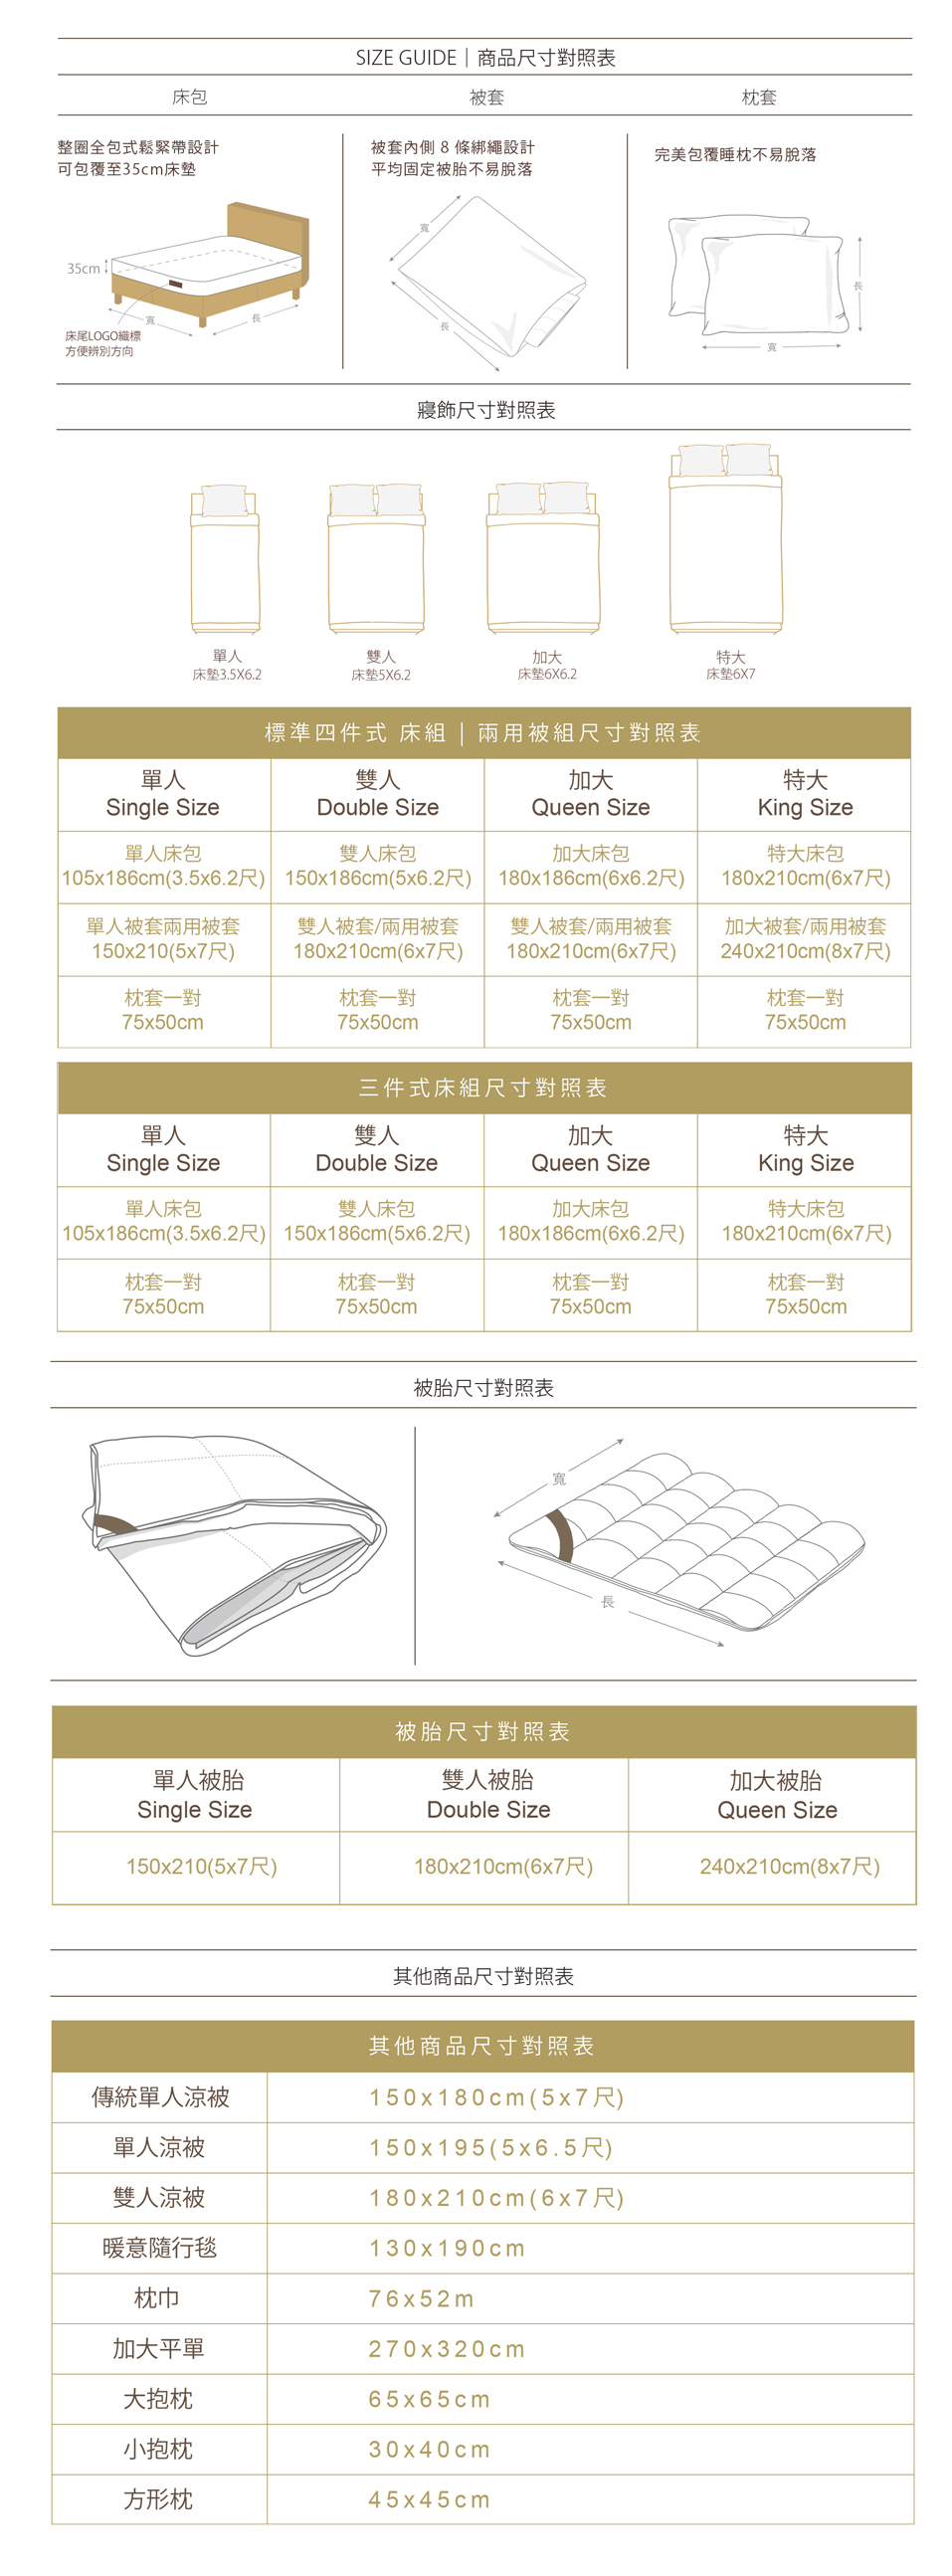 SIZE GUIDE｜商品尺寸對照表
床包
被套
枕套
整圈全包式鬆緊帶設計
可包覆至35cm床墊
35cm
寬
長
床尾LOGO織標
方便辨別方向
被套內側 8 條綁繩設計
平均固定被胎不易脫落
寬
長
完美包覆睡枕不易脫落
長
寬
寢飾尺寸對照表
單人
床墊3.5X6.2
雙人
床墊5X6.2
加大
床墊6X6.2
特大
床墊6X7
標準四件式 床組｜兩用被組尺寸對照表
單人
Single Size
雙人
Double Size
加大
Queen Size
特大
King Size
單人床包
105x186cm(3.5x6.2尺)
雙人床包
150x186cm(5x6.2尺)
加大床包
180x186cm(6x6.2尺)
特大床包
180x210cm(6x7尺)
單人被套兩用被套
150x210(5x7尺)
雙人被套/兩用被套
180x210cm(6x7尺)
雙人被套/兩用被套
180x210cm(6x7尺)
加大被套/兩用被套
240x210cm(8x7尺)
枕套一對
75x50cm
枕套一對
75x50cm
枕套一對
75x50cm
枕套一對
75x50cm
三件式床組尺寸對照表
單人
Single Size
雙人
Double Size
加大
Queen Size
特大
King Size
單人床包
105x186cm(3.5x6.2尺)
雙人床包
150x186cm(5x6.2尺)
加大床包
180x186cm(6x6.2尺)
特大床包
180x210cm(6x7尺)
枕套一對
75x50cm
枕套一對
75x50cm
枕套一對
75x50cm
枕套一對
75x50cm
被胎尺寸對照表
寬
長
被胎尺寸對照表
單人被胎
Single Size
雙人被胎
Double Size
加大被胎
Queen Size
150x210(5x7尺)
180x210cm(6x7尺)
240x210cm(8x7尺)
其他商品尺寸對照表
其他商品尺寸對照表
傳統單人涼被
150x180cm(5x7尺)
單人涼被
150x195(5x6.5尺)
雙人涼被
180x210cm(6x7尺)
暖意隨行毯
130x190cm
枕巾
76x52m
加大平單
270x320cm
大抱枕
65x65cm
小抱枕
30x40cm
方形枕
45x45cm